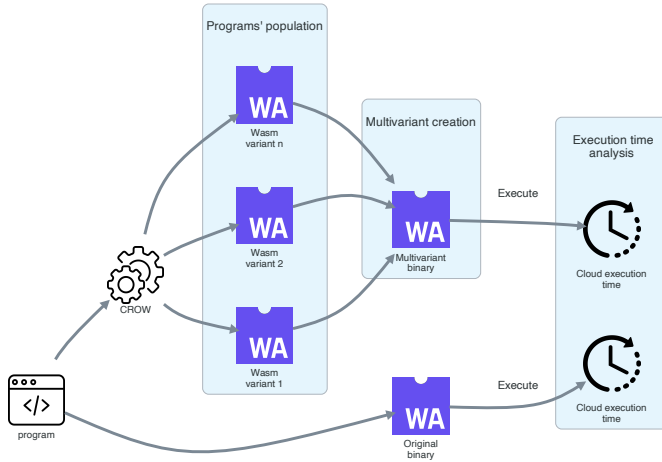 Programs' population
WA
Wasm
variant n
WA
Wasm
variant 2
WA
Wasm
variant 1
CROW
</>
program
Multivariant creation
WA
Multivariant
binary
WA
Original
binary
Execute
Execute
Execution time
analysis
Cloud execution
time
Cloud execution
time